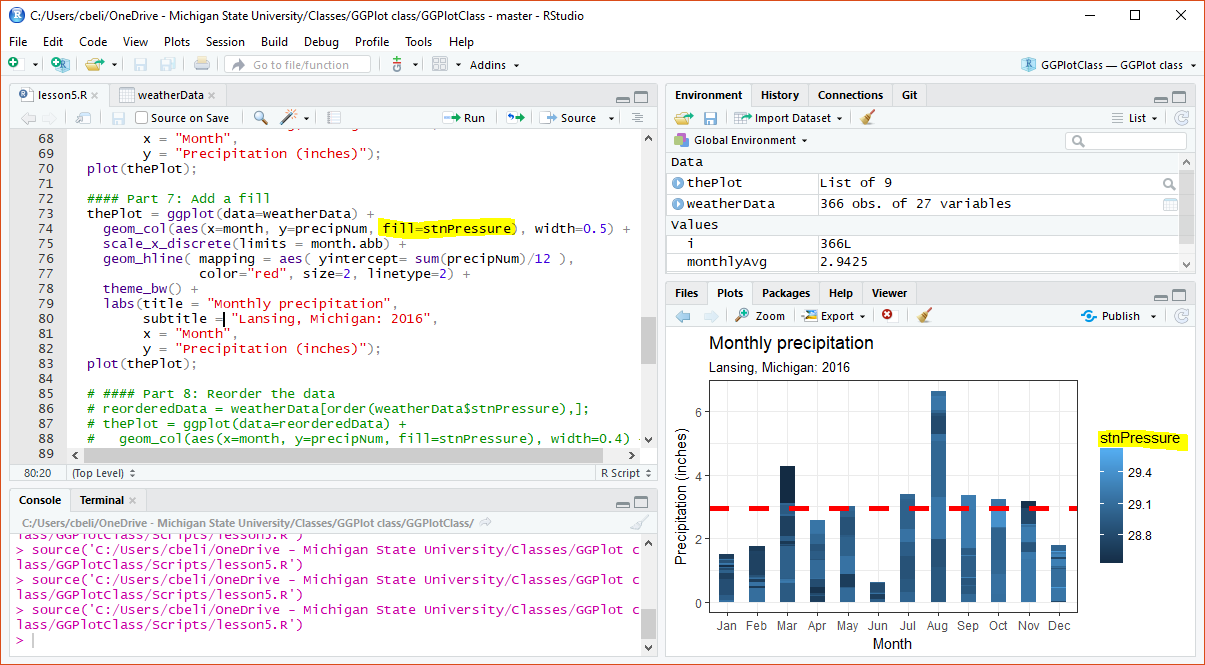 C:/Users/cbeli/OneDrive - Michigan State University/Classes/GGPlot class/GGPlotClass - master - RStudio
File Edit Code View Plots Session Build Debug Profile Tools Help
Go to file/function Addins GGPlotClass — GGPlot class
lesson5.R weatherData
Source on Save Run Source
68 x = "Month",
69 y = "Precipitation (inches)");
70 plot(thePlot);
71
72 #### Part 7: Add a fill
73 thePlot = ggplot(data=weatherData) +
74 geom_col(aes(x=month, y=precipNum, fill=stnPressure), width=0.5) +
75 scale_x_discrete(limits = month.abb) +
76 geom_hline( mapping = aes( yintercept= sum(precipNum)/12 ),
77 color="red", size=2, linetype=2) +
78 theme_bw() +
79 labs(title = "Monthly precipitation",
80 subtitle = "Lansing, Michigan: 2016",
81 x = "Month",
82 y = "Precipitation (inches)");
83 plot(thePlot);
84
85 # #### Part 8: Reorder the data
86 # reorderedData = weatherData[order(weatherData$stnPressure),];
87 # thePlot = ggplot(data=reorderedData) +
88 # geom_col(aes(x=month, y=precipNum, fill=stnPressure), width=0.4)
89
80:20 (Top Level) R Script
Console Terminal
C:/Users/cbeli/OneDrive - Michigan State University/Classes/GGPlot class/GGPlotClass/
lass/GGPlotClass/Scripts/lesson5.R')
> source('C:/Users/cbeli/OneDrive - Michigan State University/Classes/GGPlot c
lass/GGPlotClass/Scripts/lesson5.R')
> source('C:/Users/cbeli/OneDrive - Michigan State University/Classes/GGPlot c
lass/GGPlotClass/Scripts/lesson5.R')
> source('C:/Users/cbeli/OneDrive - Michigan State University/Classes/GGPlot c
lass/GGPlotClass/Scripts/lesson5.R')
>
Environment History Connections Git
Import Dataset List
Global Environment
Data
thePlot List of 9
weatherData 366 obs. of 27 variables
Values
i 366L
monthlyAvg 2.9425
Files Plots Packages Help Viewer
Zoom Export Publish
Monthly precipitation
Lansing, Michigan: 2016
Precipitation (inches)
6
4
2
0
Jan Feb Mar Apr May Jun Jul Aug Sep Oct Nov Dec
Month
stnPressure
29.4
29.1
28.8